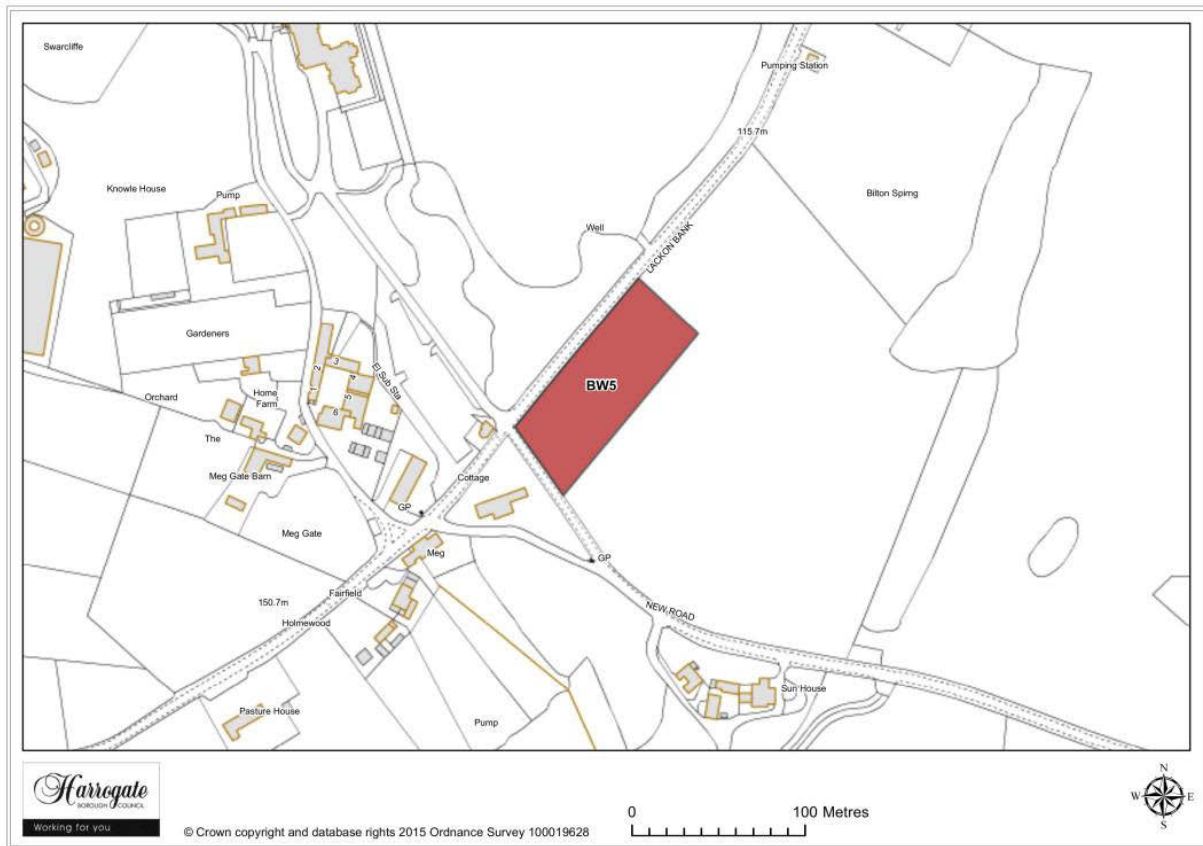 Swarcliffe
Pumping Station
115.7m
Knowle House
Pump
Bilton Spirng
Well
LACKON BANK
Gardeners
El Sub Sta
BW5
Orchard
Home
Farm
1
2
3
4
5
6
The
Meg Gate Barn
Cottage
GP
Meg Gate
Meg
GP
Fairfield
150.7m
Holmewood
NEW ROAD
Sun House
Pasture House
Pump
Harrogate
BOROUGH COUNCIL
Working for you
© Crown copyright and database rights 2015 Ordnance Survey 100019628
0
100 Metres
N
W
E
S